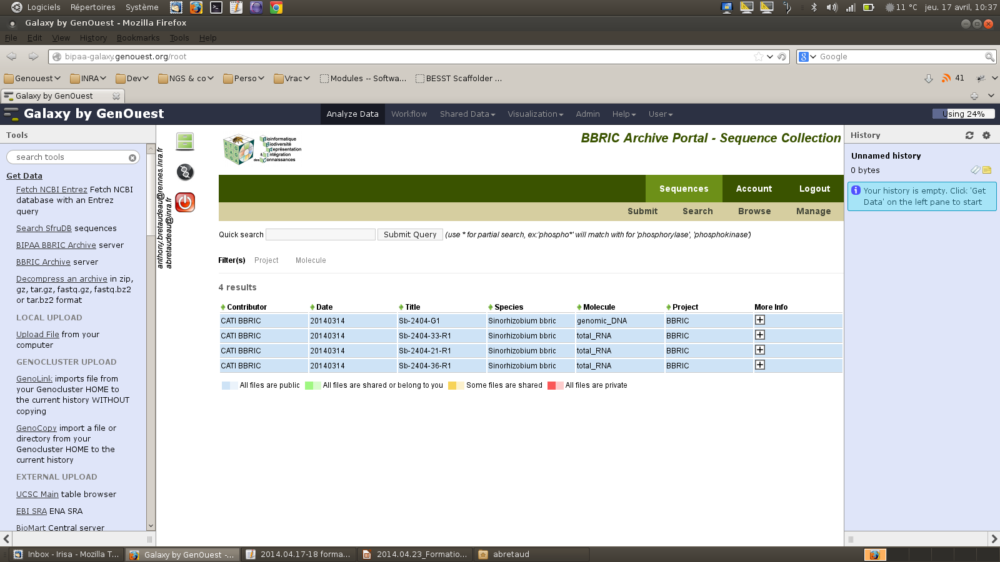 Logiciels Répertoires Système 11 °C jeu. 17 avril, 10:37
Galaxy by GenOuest - Mozilla Firefox
File Edit View History Bookmarks Tools Help
bipaa-galaxy.genouest.org/root
Google
Genouest INRA Dev NGS & co Perso Vrac Modules -- Softwa... BESST Scaffolder ... 41
Galaxy by GenOuest
Galaxy by GenOuest Analyze Data Workflow Shared Data Visualization Admin Help User Using 24%
Tools
search tools
Get Data
Fetch NCBI Entrez Fetch NCBI
database with an Entrez
query
Search SfruDB sequences
BIPAA BBRIC Archive server
BBRIC Archive server
Decompress an archive in zip,
gz, tar.gz, fastq.gz, fastq.bz2
or tar.bz2 format
LOCAL UPLOAD
Upload File from your
computer
GENOCLUSTER UPLOAD
GenoLink imports file from
your Genocluster HOME to
the current history WITHOUT
copying
GenoCopy import a file or
directory from your
Genocluster HOME to the
current history
EXTERNAL UPLOAD
UCSC Main table browser
EBI SRA ENA SRA
BioMart Central server
anthony.bretaudeau@rennes.inra.fr
abretaudeau@inra.fr
Bioinformatique
Biodiversité
Représentation
& Intégration
des Connaissances
BBRIC Archive Portal - Sequence Collection
Sequences Account Logout
Submit Search Browse Manage
Quick search Submit Query (use * for partial search, ex:'phospho*' will match with for 'phosphorylase', 'phosphokinase')
Filter(s) Project Molecule
4 results
Contributor Date Title Species Molecule Project More Info
CATI BBRIC 20140314 Sb-2404-G1 Sinorhizobium bbric genomic_DNA BBRIC
CATI BBRIC 20140314 Sb-2404-33-R1 Sinorhizobium bbric total_RNA BBRIC
CATI BBRIC 20140314 Sb-2404-21-R1 Sinorhizobium bbric total_RNA BBRIC
CATI BBRIC 20140314 Sb-2404-36-R1 Sinorhizobium bbric total_RNA BBRIC
All files are public All files are shared or belong to you Some files are shared All files are private
History
Unnamed history
0 bytes
Your history is empty. Click 'Get
Data' on the left pane to start
Inbox - Irisa - Mozilla T... Galaxy by GenOuest -... 2014.04.17-18 forma... 2014.04.23_Formatio... abretaud